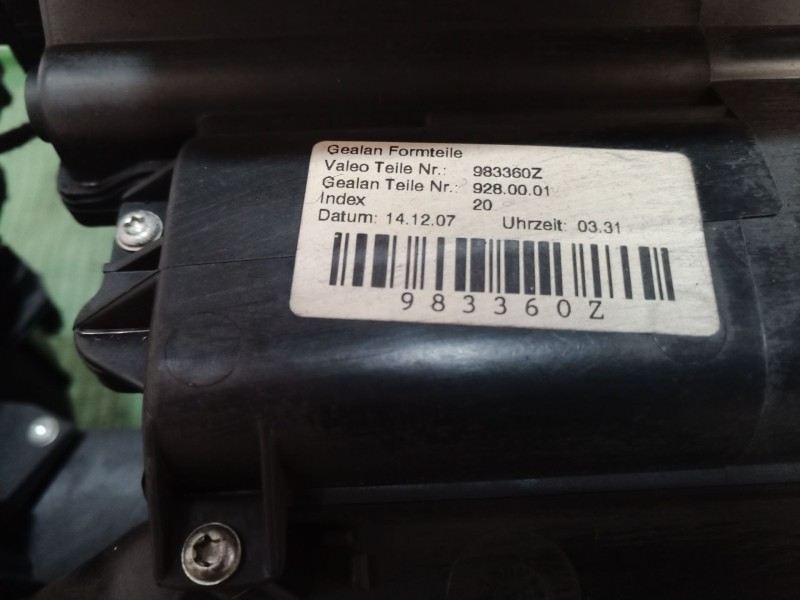 Gealan Formteile
Valeo Teile Nr.: 983360Z
Gealan Teile Nr.: 928.00.01
Index 20
Datum: 14.12.07 Uhrzeit: 03.31
983360Z